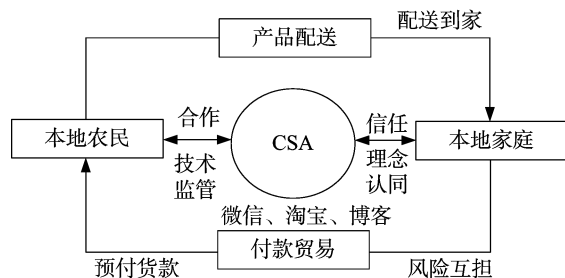 产品配送
配送到家
本地农民
合作
技术
监管
CSA
信任
理念
认同
本地家庭
微信、淘宝、博客
付款贸易
预付货款
风险互担